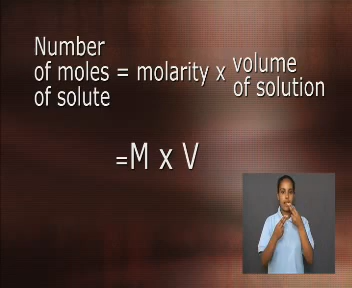 Number
of moles = molarity x volume
of solute of solution
=M x V